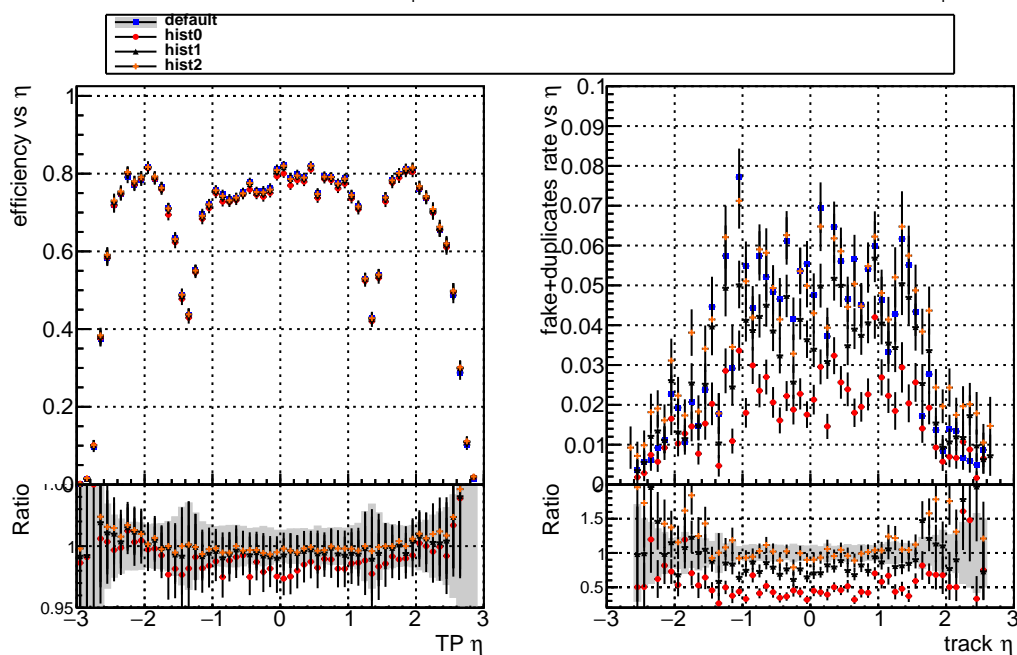 default
hist0
hist1
hist2
efficiency vs η
1
0.8
0.6
0.4
0.2
0
Ratio
1
0.95
−3 −2 −1 0 1 2 3
TP η
fake+duplicates rate vs η
0.1
0.09
0.08
0.07
0.06
0.05
0.04
0.03
0.02
0.01
0
Ratio
2
1.5
1
0.5
−3 −2 −1 0 1 2 3
track η